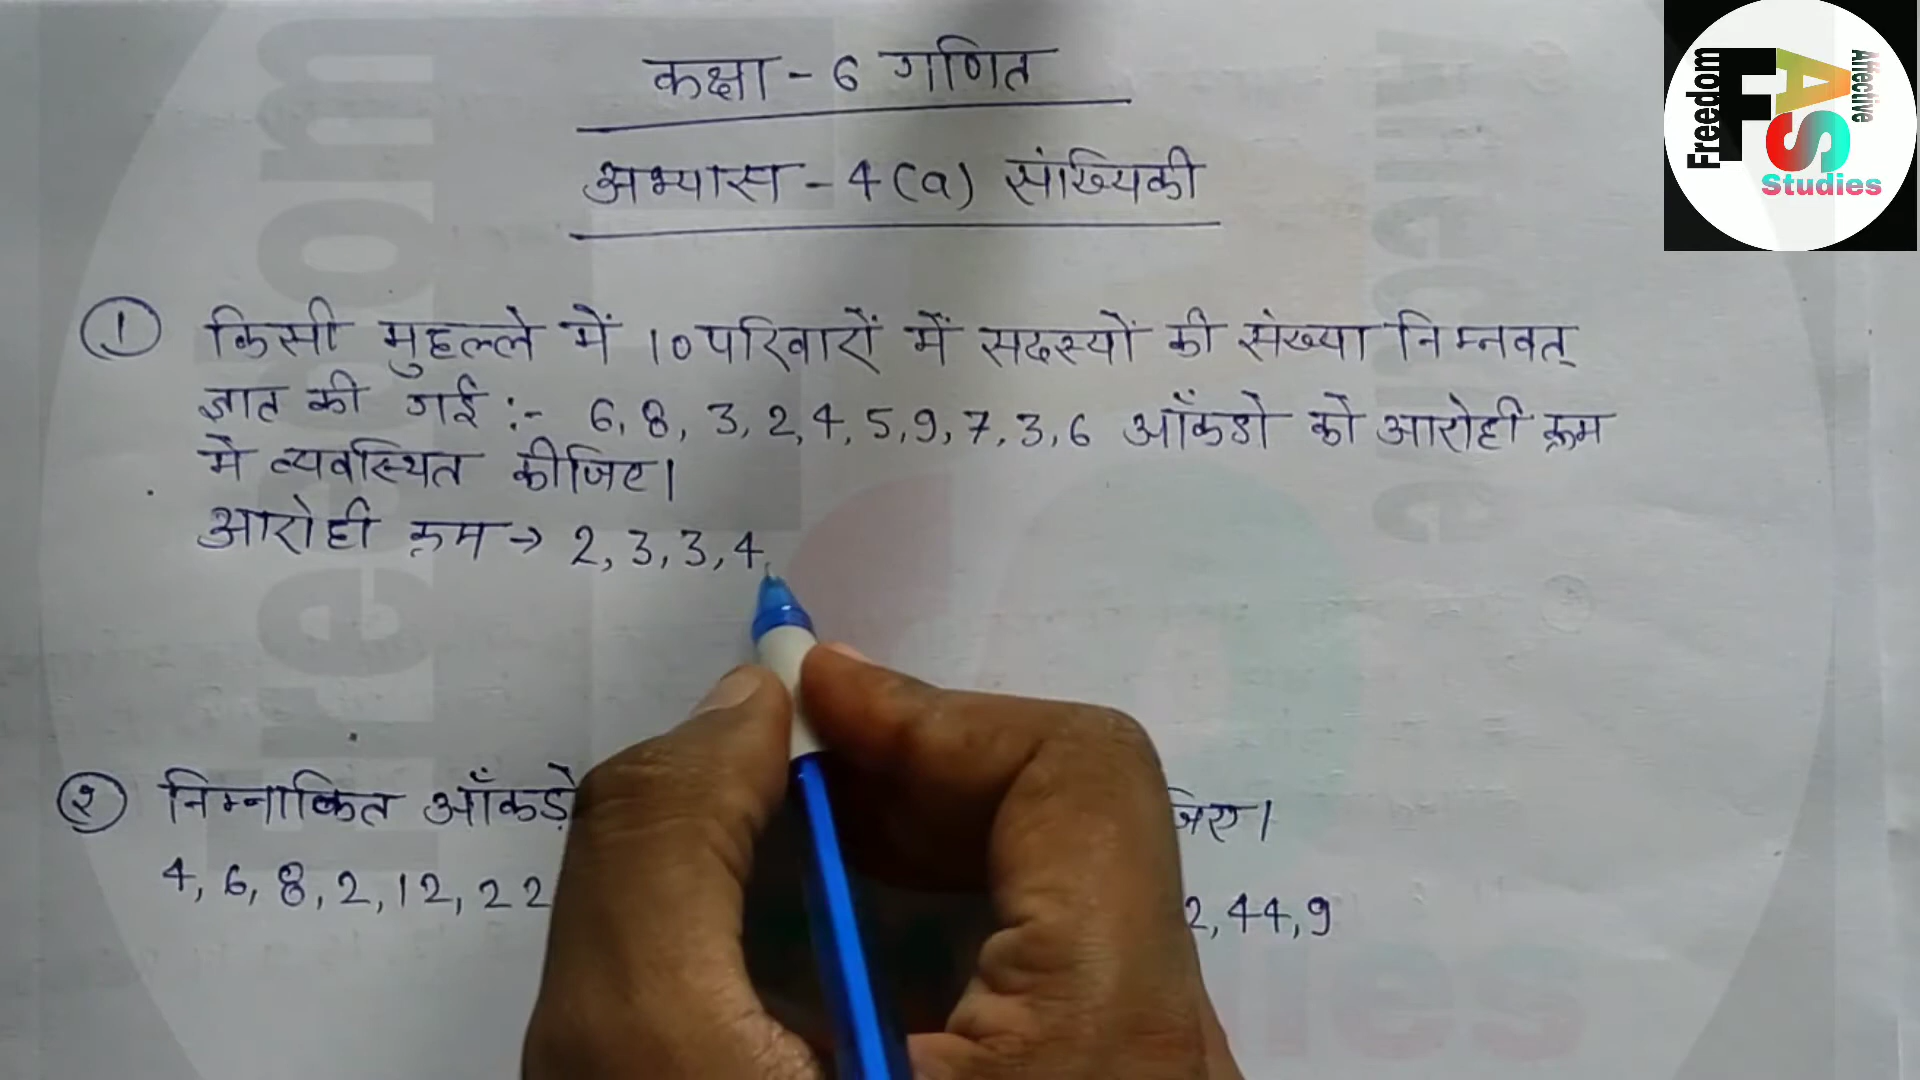 कक्षा - 6 गणित
अभ्यास - 4 (a) संख्यिकी
① किसी मुहल्ले में 10 परिवारों में सदस्यों की संख्या निम्नवत्
ज्ञात की गई :- 6, 8, 3, 2, 4, 5, 9, 7, 3, 6 आँकडो को आरोही क्रम
मे व्यवस्थित कीजिए।
आरोही क्रम → 2, 3, 3, 4,
② निम्नांकित आँकड़ो
4, 6, 8, 2, 12, 22
2, 44, 9
Freedom
FAS
Affective
Studies